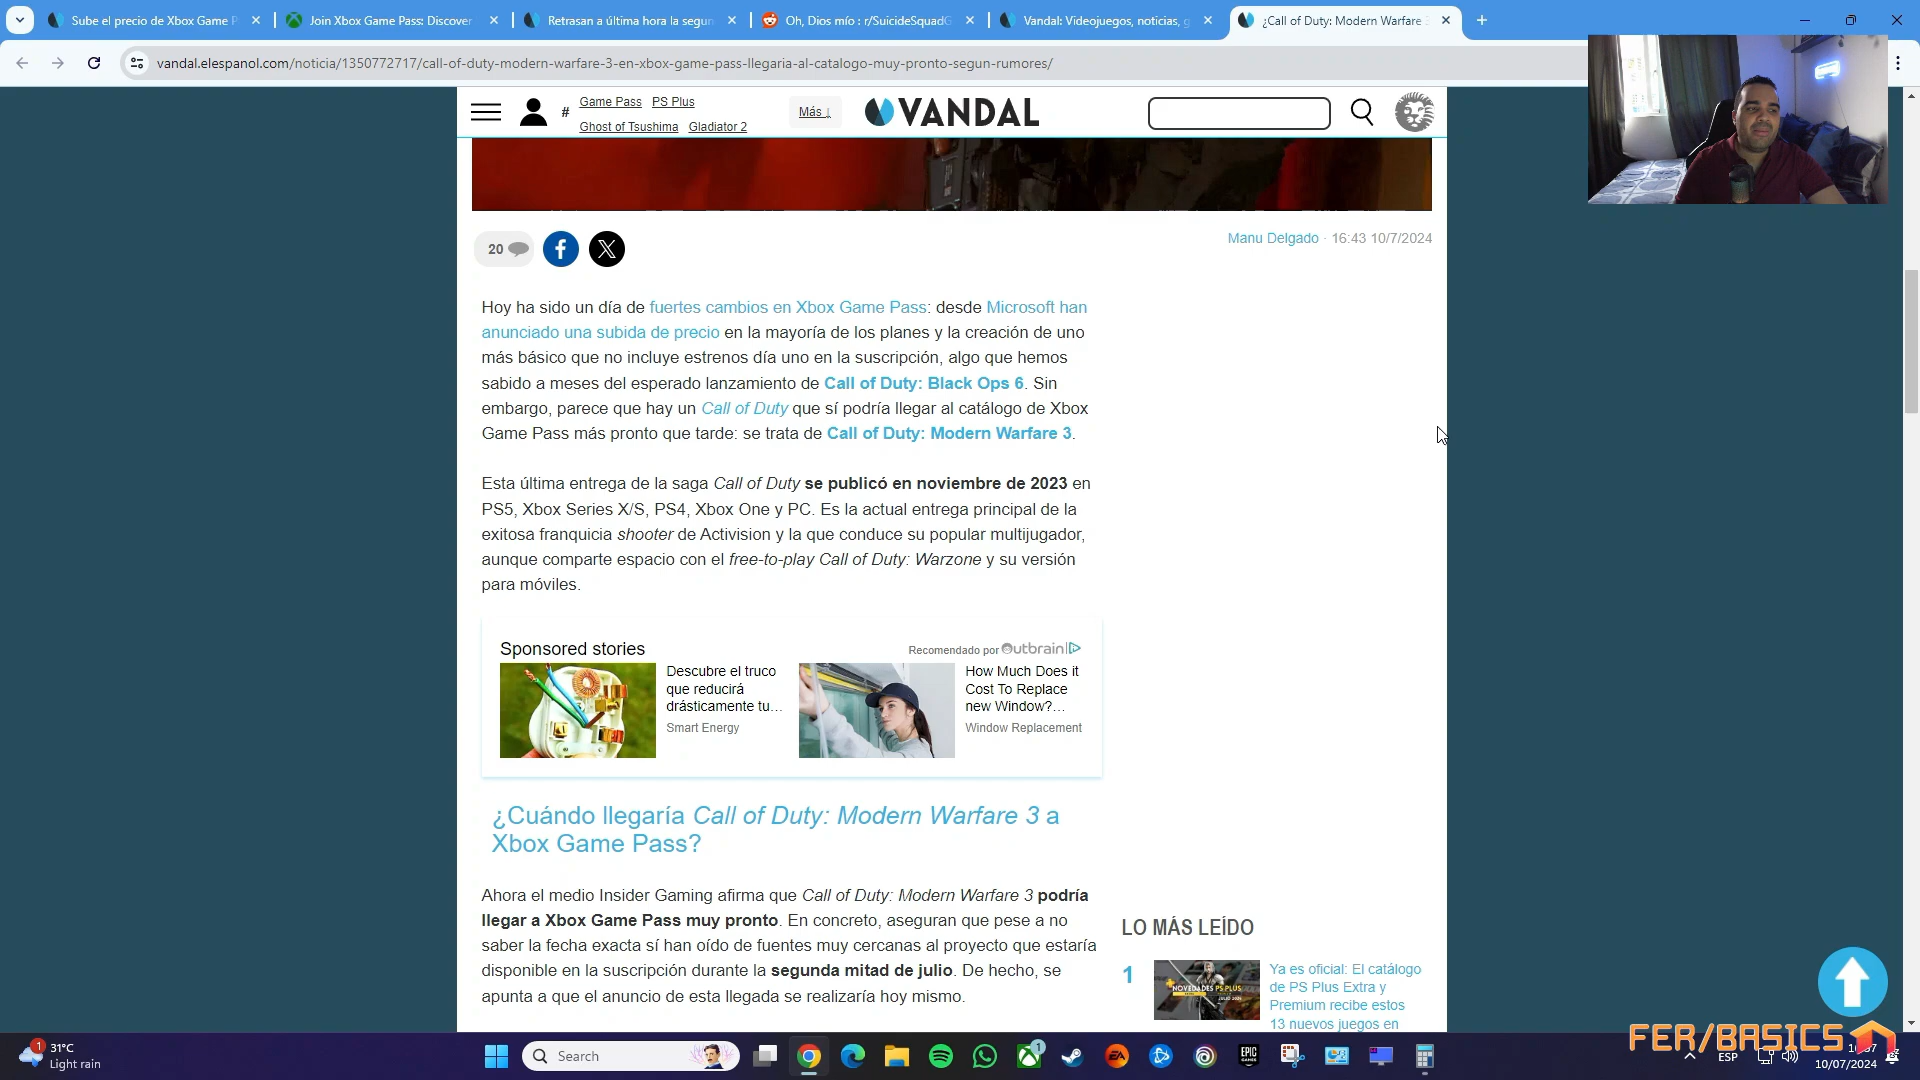 Sube el precio de Xbox Game P
Join Xbox Game Pass: Discover
Retrasan a última hora la segun
Oh, Dios mío : r/SuicideSquadG
Vandal: Videojuegos, noticias, g
¿Call of Duty: Modern Warfare 3
vandal.elespanol.com/noticia/1350772717/call-of-duty-modern-warfare-3-en-xbox-game-pass-llegaria-al-catalogo-muy-pronto-segun-rumores/
# Game Pass PS Plus
Ghost of Tsushima Gladiator 2
Más ↓
VANDAL
20
Manu Delgado · 16:43 10/7/2024
Hoy ha sido un día de fuertes cambios en Xbox Game Pass: desde Microsoft han
anunciado una subida de precio en la mayoría de los planes y la creación de uno
más básico que no incluye estrenos día uno en la suscripción, algo que hemos
sabido a meses del esperado lanzamiento de Call of Duty: Black Ops 6. Sin
embargo, parece que hay un Call of Duty que sí podría llegar al catálogo de Xbox
Game Pass más pronto que tarde: se trata de Call of Duty: Modern Warfare 3.
Esta última entrega de la saga Call of Duty se publicó en noviembre de 2023 en
PS5, Xbox Series X/S, PS4, Xbox One y PC. Es la actual entrega principal de la
exitosa franquicia shooter de Activision y la que conduce su popular multijugador,
aunque comparte espacio con el free-to-play Call of Duty: Warzone y su versión
para móviles.
Sponsored stories
Recomendado por Outbrain
Descubre el truco
que reducirá
drásticamente tu...
Smart Energy
How Much Does it
Cost To Replace
new Window?...
Window Replacement
¿Cuándo llegaría Call of Duty: Modern Warfare 3 a
Xbox Game Pass?
Ahora el medio Insider Gaming afirma que Call of Duty: Modern Warfare 3 podría
llegar a Xbox Game Pass muy pronto. En concreto, aseguran que pese a no
saber la fecha exacta sí han oído de fuentes muy cercanas al proyecto que estaría
disponible en la suscripción durante la segunda mitad de julio. De hecho, se
apunta a que el anuncio de esta llegada se realizaría hoy mismo.
LO MÁS LEÍDO
1
NOVEDADES PS PLUS
Ya es oficial: El catálogo
de PS Plus Extra y
Premium recibe estos
13 nuevos juegos en
FER/BASICS
1
31°C
Light rain
Search
1
EA
EPIC
GAMES
ESP
10/07/2024